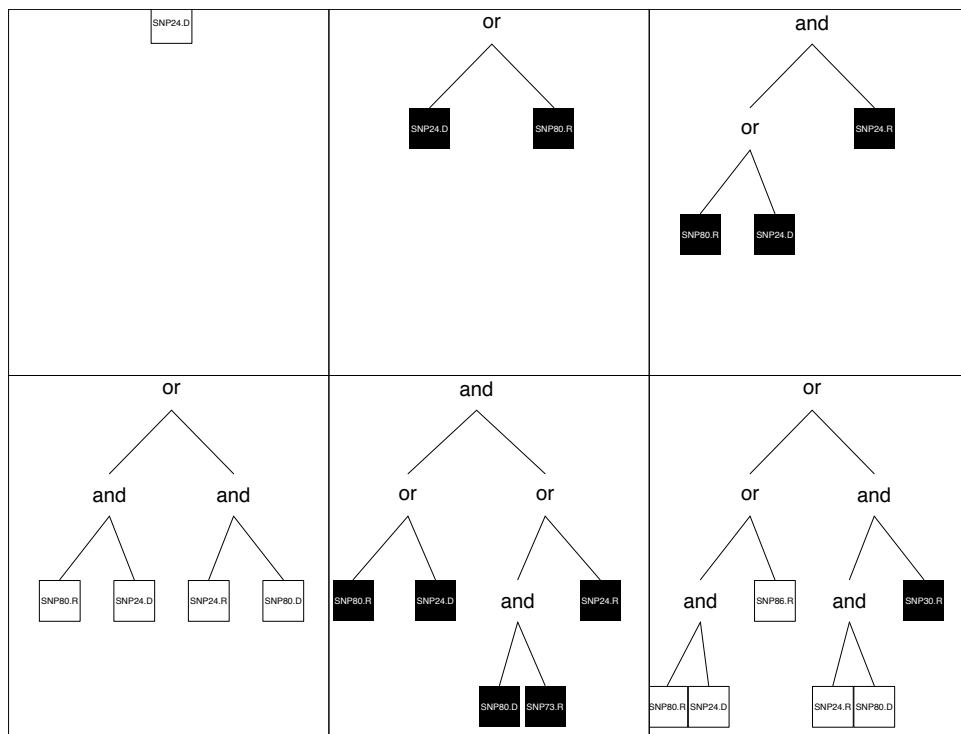 SNP24.D
or
SNP24.D SNP80.R
and
or SNP24.R
SNP80.R SNP24.D
or
and and
SNP80.R SNP24.D SNP24.R SNP80.D
and
or or
SNP80.R SNP24.D and SNP24.R
SNP80.D SNP73.R
or
or and
and SNP86.R and SNP30.R
SNP80.R SNP24.D SNP24.R SNP80.D